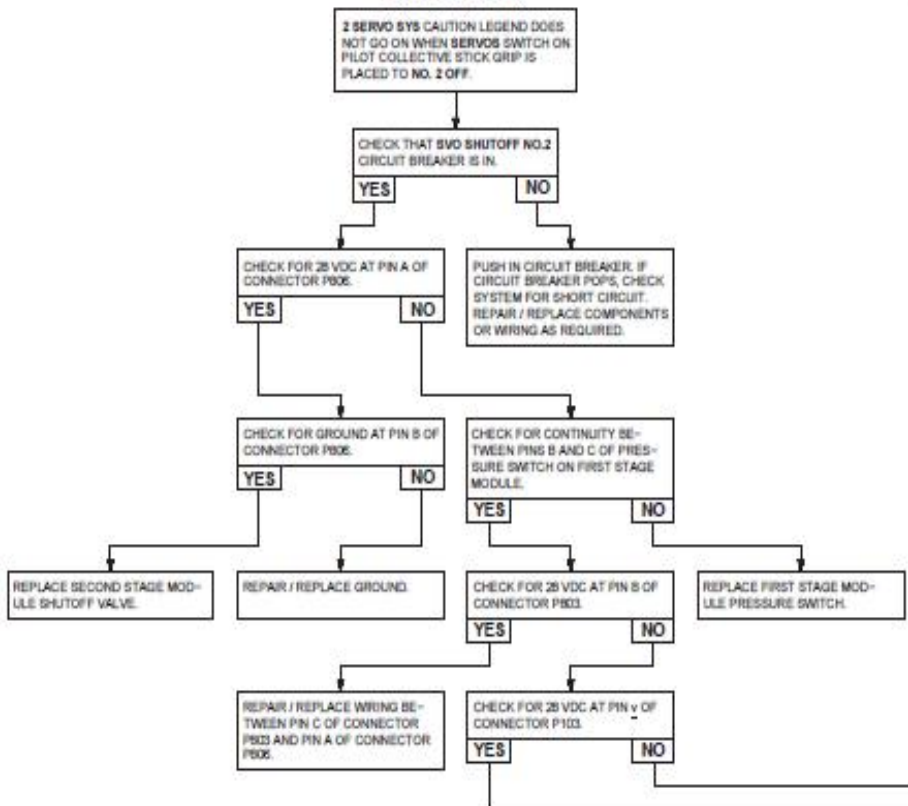 2 SERVO SYS CAUTION LEGEND DOES
NOT GO ON WHEN SERVOS SWITCH ON
PILOT COLLECTIVE STICK GRIP IS
PLACED TO NO. 2 OFF.
CHECK THAT SVO SHUTOFF NO.2
CIRCUIT BREAKER IS IN.
YES
NO
CHECK FOR 28 VDC AT PIN A OF
CONNECTOR P806.
YES
NO
PUSH IN CIRCUIT BREAKER. IF
CIRCUIT BREAKER POPS, CHECK
SYSTEM FOR SHORT CIRCUIT.
REPAIR / REPLACE COMPONENTS
OR WIRING AS REQUIRED.
CHECK FOR GROUND AT PIN B OF
CONNECTOR P806.
YES
NO
CHECK FOR CONTINUITY BE-
TWEEN PINS B AND C OF PRES-
SURE SWITCH ON FIRST STAGE
MODULE.
YES
NO
REPLACE SECOND STAGE MOD-
ULE SHUTOFF VALVE.
REPAIR / REPLACE GROUND.
CHECK FOR 28 VDC AT PIN B OF
CONNECTOR P803.
YES
NO
REPLACE FIRST STAGE MOD-
ULE PRESSURE SWITCH.
REPAIR / REPLACE WIRING BE-
TWEEN PIN C OF CONNECTOR
P803 AND PIN A OF CONNECTOR
P806.
CHECK FOR 28 VDC AT PIN v OF
CONNECTOR P103.
YES
NO